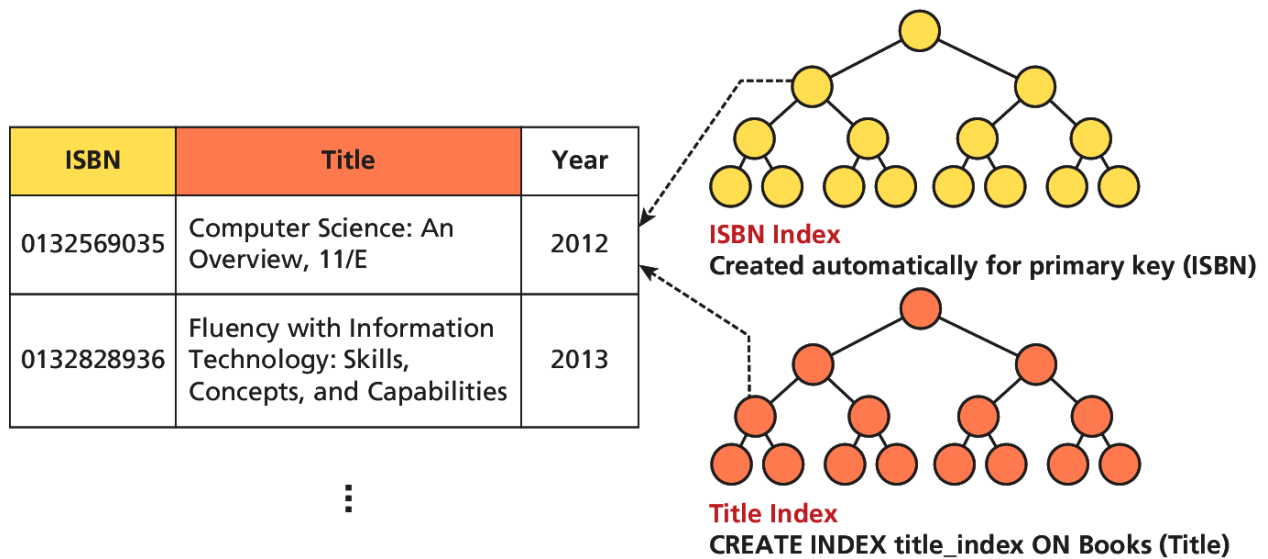 ISBN Title Year
0132569035
Computer Science: An
Overview, 11/E
2012
0132828936
Fluency with Information
Technology: Skills,
Concepts, and Capabilities
2013
ISBN Index
Created automatically for primary key (ISBN)
Title Index
CREATE INDEX title_index ON Books (Title)